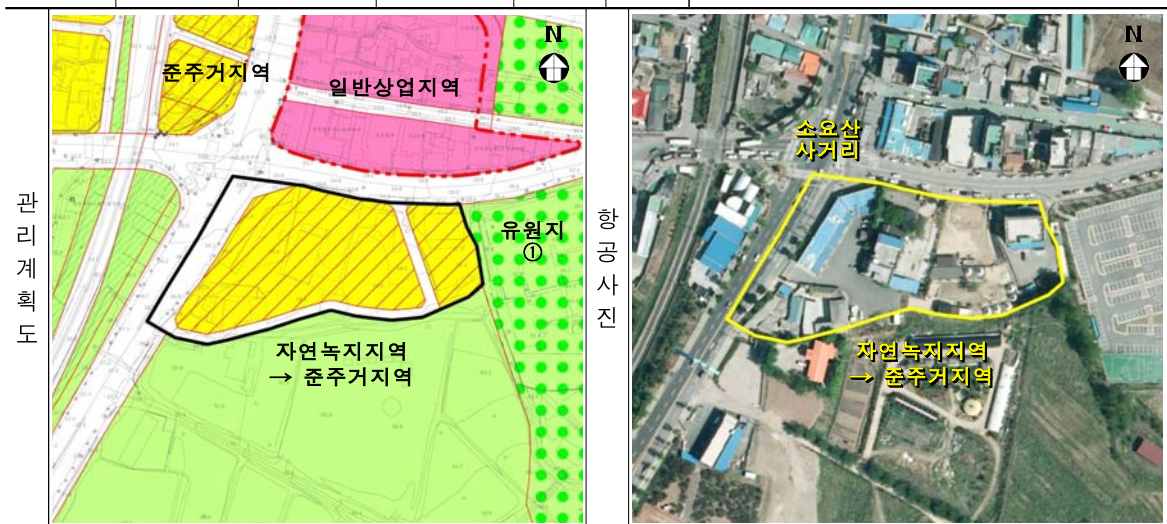 관리계획도
N
준주거지역
일반상업지역
유원지
①
자연녹지지역
→ 준주거지역
항공사진
N
소요산
사거리
자연녹지지역
→ 준주거지역